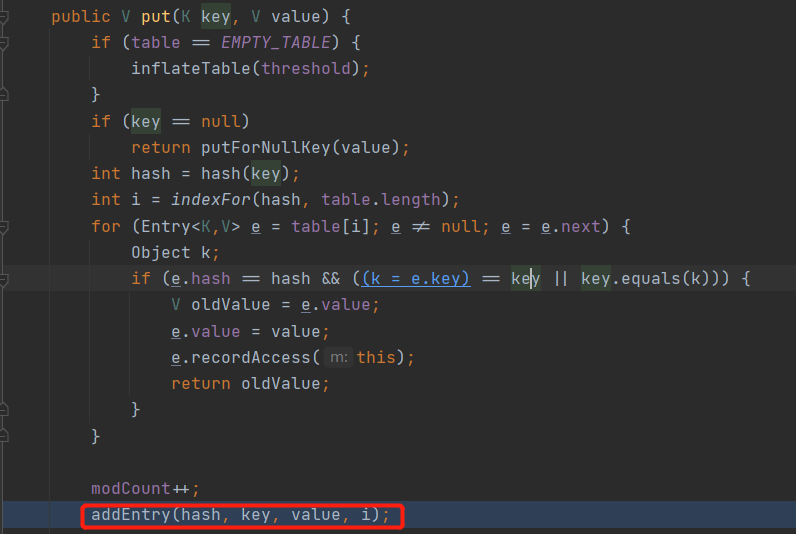 public V put(K key, V value) {
if (table == EMPTY_TABLE) {
inflateTable(threshold);
}
if (key == null)
return putForNullKey(value);
int hash = hash(key);
int i = indexFor(hash, table.length);
for (Entry<K,V> e = table[i]; e != null; e = e.next) {
Object k;
if (e.hash == hash && ((k = e.key) == key || key.equals(k))) {
V oldValue = e.value;
e.value = value;
e.recordAccess( m: this);
return oldValue;
}
}
modCount++;
addEntry(hash, key, value, i);